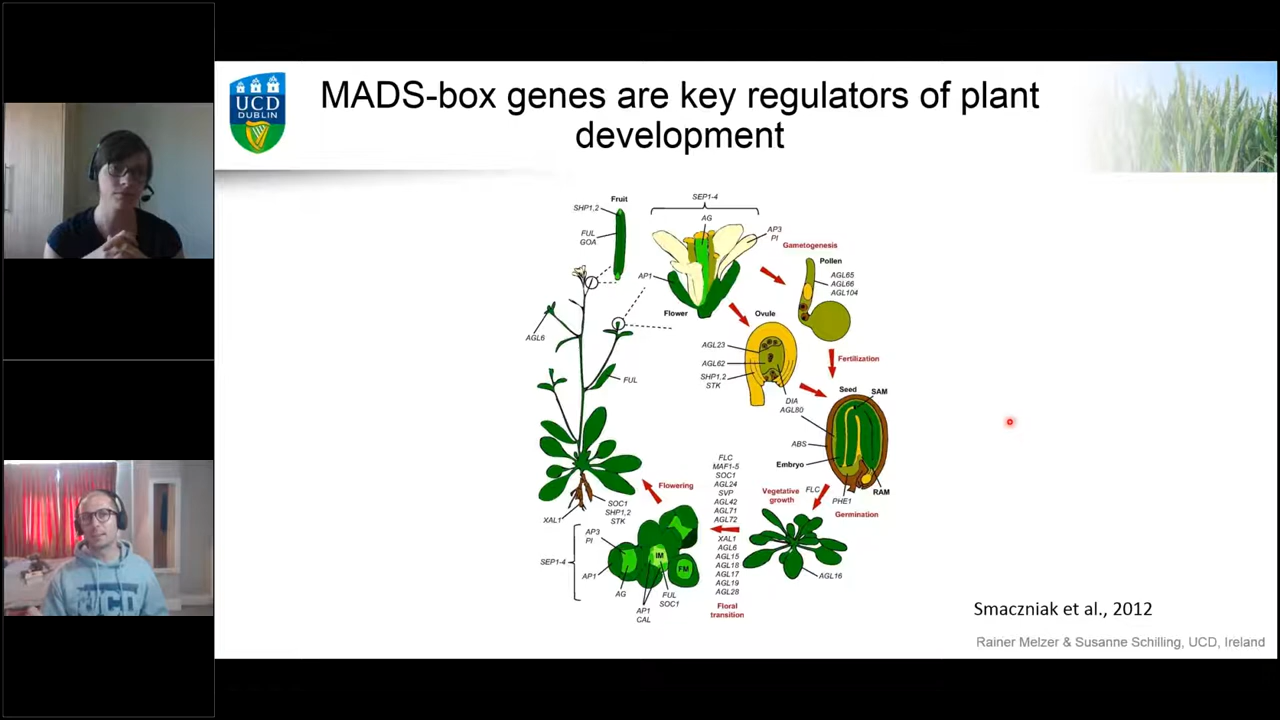 UCD
DUBLIN
MADS-box genes are key regulators of plant
development
Fruit
SHP1,2
FUL
GOA
SEP1-4
AG
AP3
PI
AP1
Flower
Gametogenesis
Pollen
AGL65
AGL66
AGL104
Ovule
AGL23
AGL62
SHP1,2
STK
DIA
AGL80
Fertilization
Seed
SAM
ABS
Embryo
RAM
PHE1
FLC
Germination
Vegetative
growth
AGL16
FLC
MAF1-5
SOC1
AGL24
SVP
AGL42
AGL71
AGL72
XAL1
AGL6
AGL15
AGL18
AGL17
AGL19
AGL28
Floral
transition
Flowering
AGL6
FUL
XAL1
SOC1
SHP1,2
STK
SEP1-4
AP3
PI
AP1
AG
IM
FM
AP1
CAL
FUL
SOC1
Smaczniak et al., 2012
Rainer Melzer & Susanne Schilling, UCD, Ireland
UCD